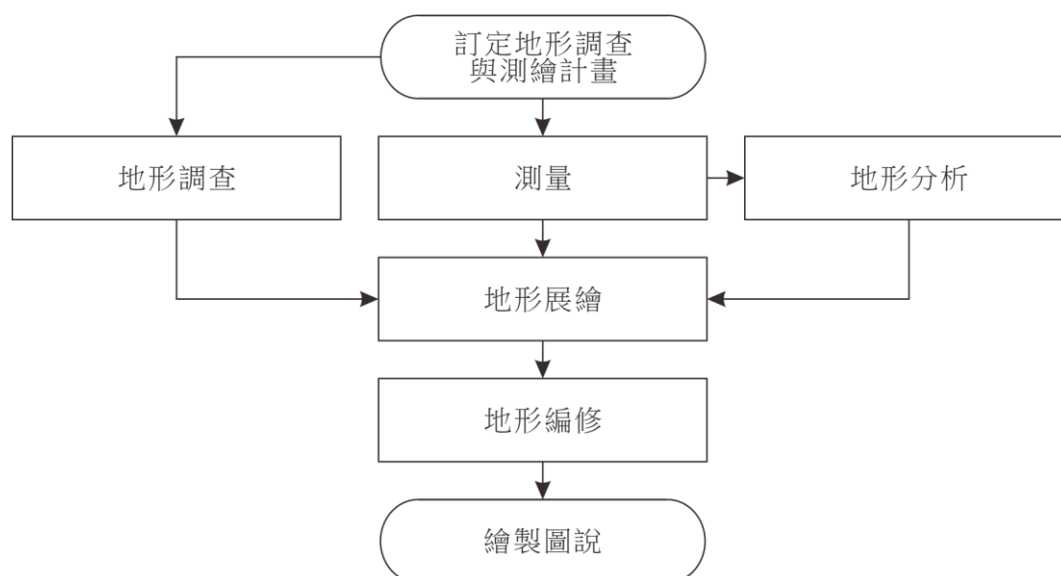 訂定地形調查
與測繪計畫
地形調查
測量
地形分析
地形展繪
地形編修
繪製圖說